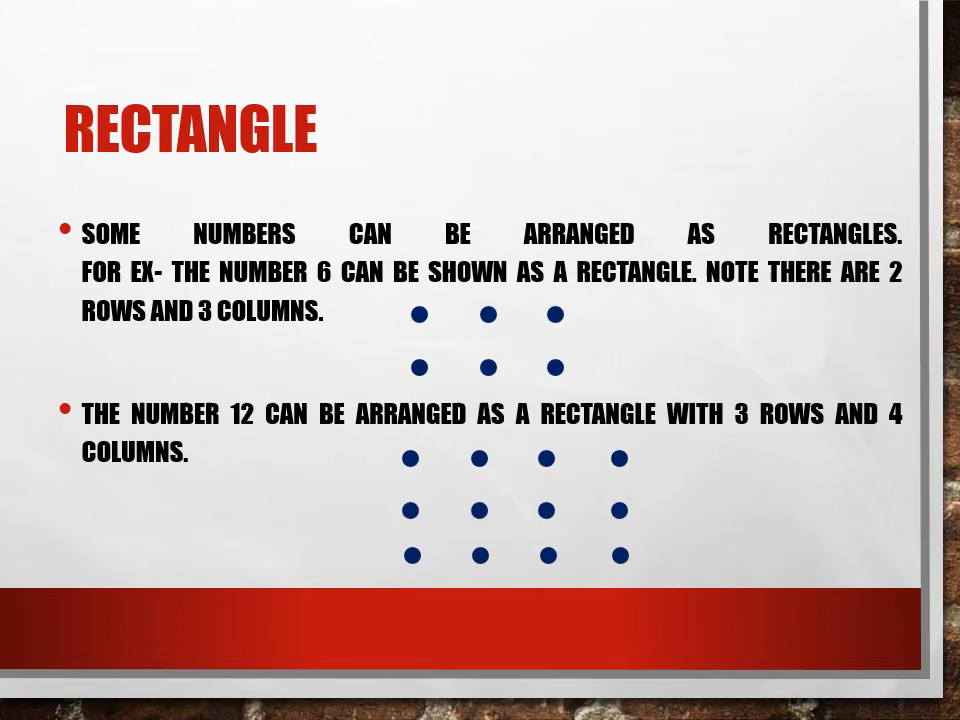 RECTANGLE
• SOME NUMBERS CAN BE ARRANGED AS RECTANGLES.
FOR EX- THE NUMBER 6 CAN BE SHOWN AS A RECTANGLE. NOTE THERE ARE 2
ROWS AND 3 COLUMNS.
• THE NUMBER 12 CAN BE ARRANGED AS A RECTANGLE WITH 3 ROWS AND 4
COLUMNS.